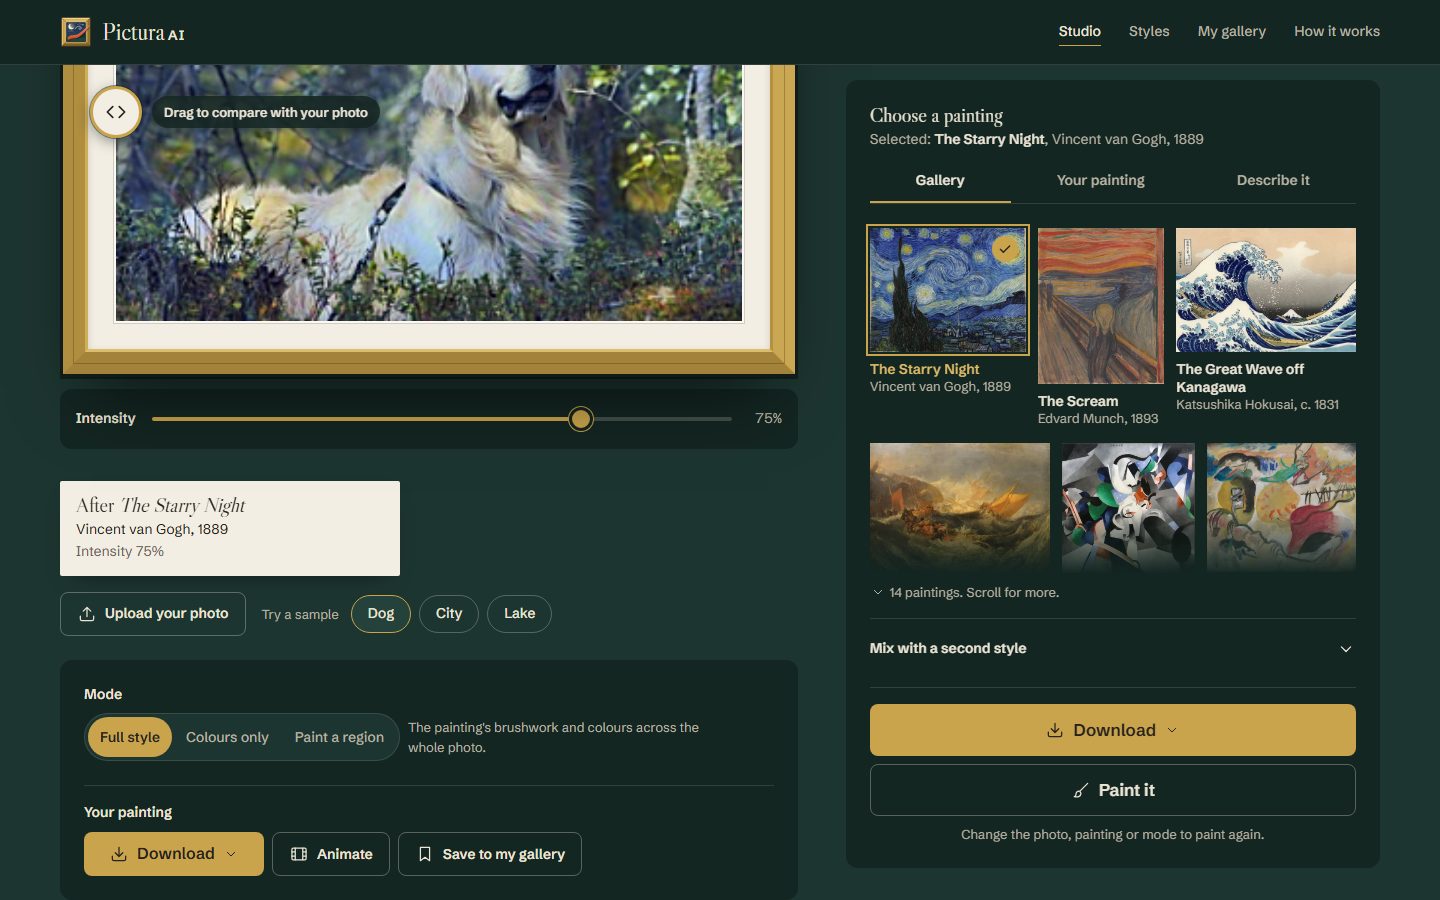 Pictura AI
Studio
Styles
My gallery
How it works
Drag to compare with your photo
Intensity
75%
After The Starry Night
Vincent van Gogh, 1889
Intensity 75%
Upload your photo
Try a sample
Dog
City
Lake
Mode
Full style
Colours only
Paint a region
The painting's brushwork and colours across the
whole photo.
Your painting
Download
Animate
Save to my gallery
Choose a painting
Selected: The Starry Night, Vincent van Gogh, 1889
Gallery
Your painting
Describe it
The Starry Night
Vincent van Gogh, 1889
The Scream
Edvard Munch, 1893
The Great Wave off
Kanagawa
Katsushika Hokusai, c. 1831
14 paintings. Scroll for more.
Mix with a second style
Download
Paint it
Change the photo, painting or mode to paint again.